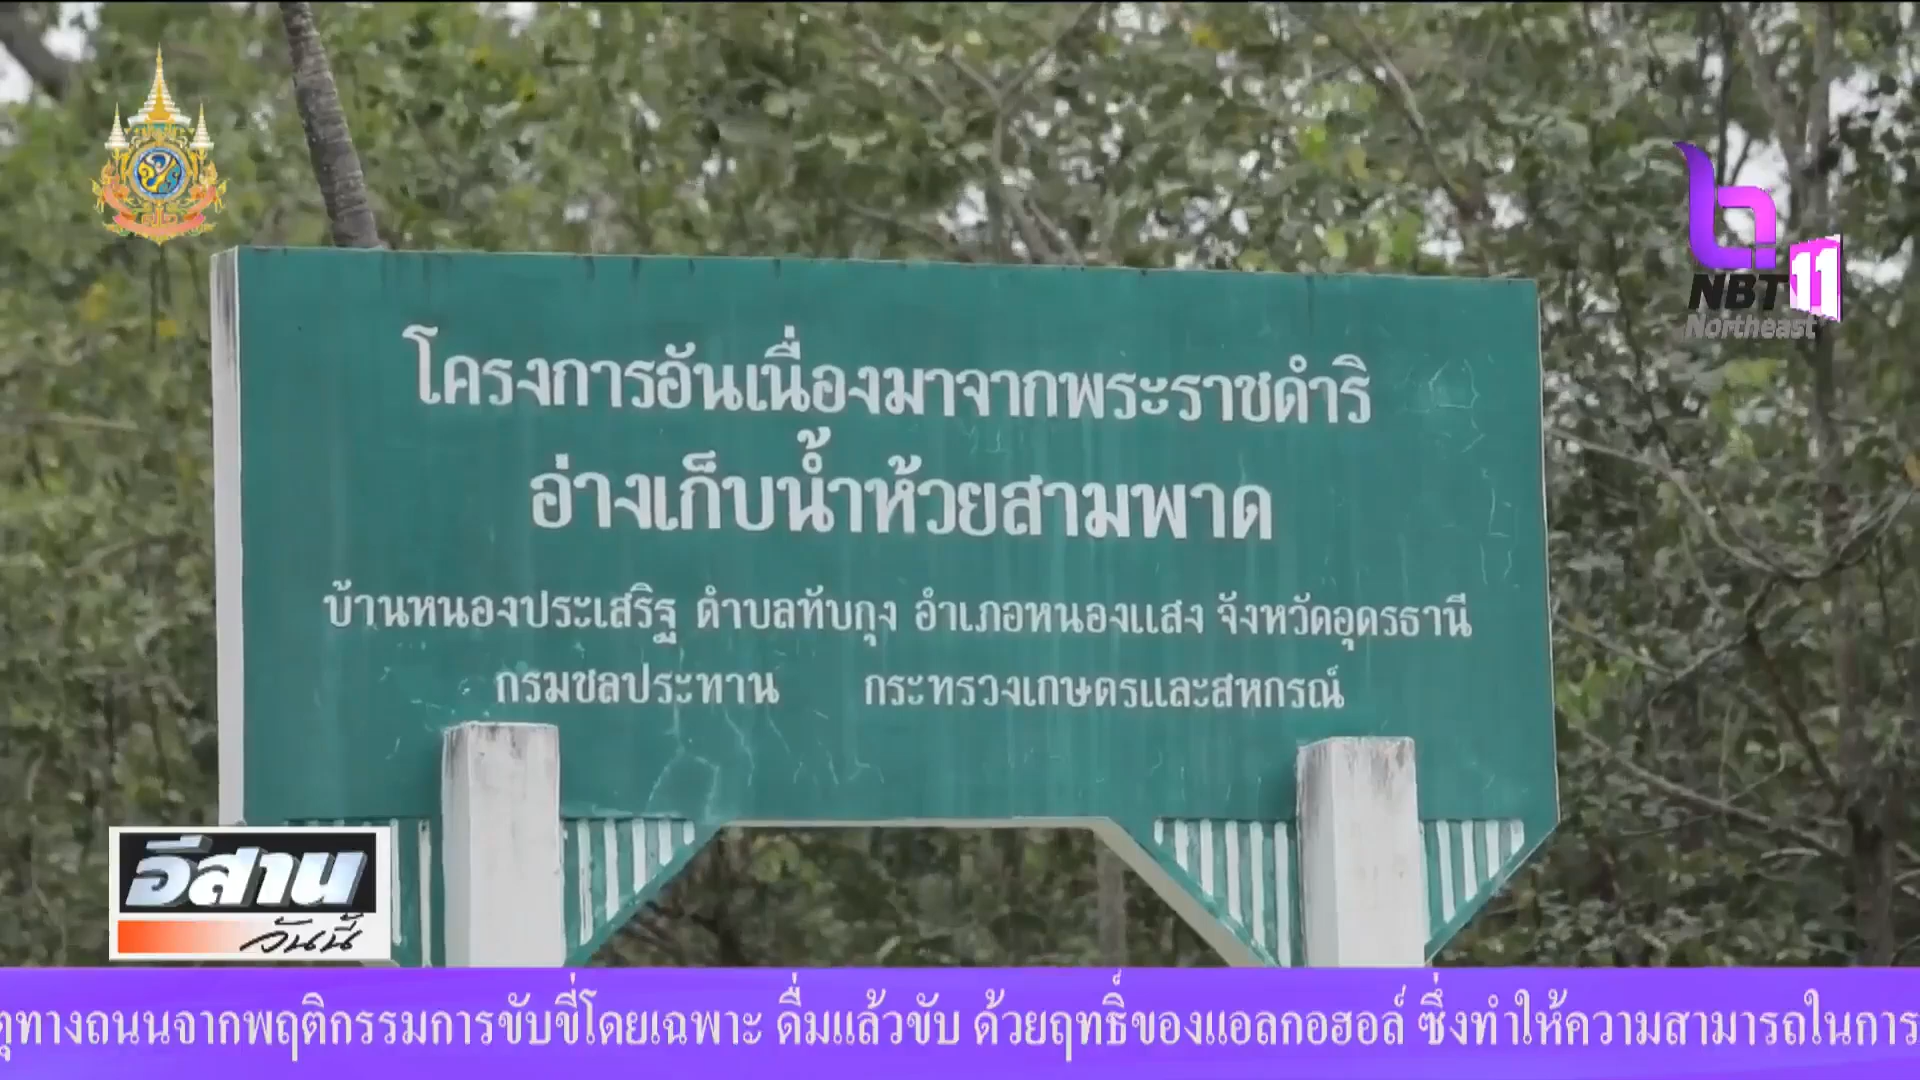 NBT 11
Northeast
โครงการอันเนื่องมาจากพระราชดำริ
อ่างเก็บน้ำห้วยสามพาด
บ้านหนองประเสริฐ ตำบลทับกุง อำเภอหนองแสง จังหวัดอุดรธานี
กรมชลประทาน กระทรวงเกษตรและสหกรณ์
อีสาน
วันนี้
ทางถนนจากพฤติกรรมการขับขี่โดยเฉพาะ ดื่มแล้วขับ ด้วยฤทธิ์ของแอลกอฮอล์ ซึ่งทำให้ความสามารถในการ